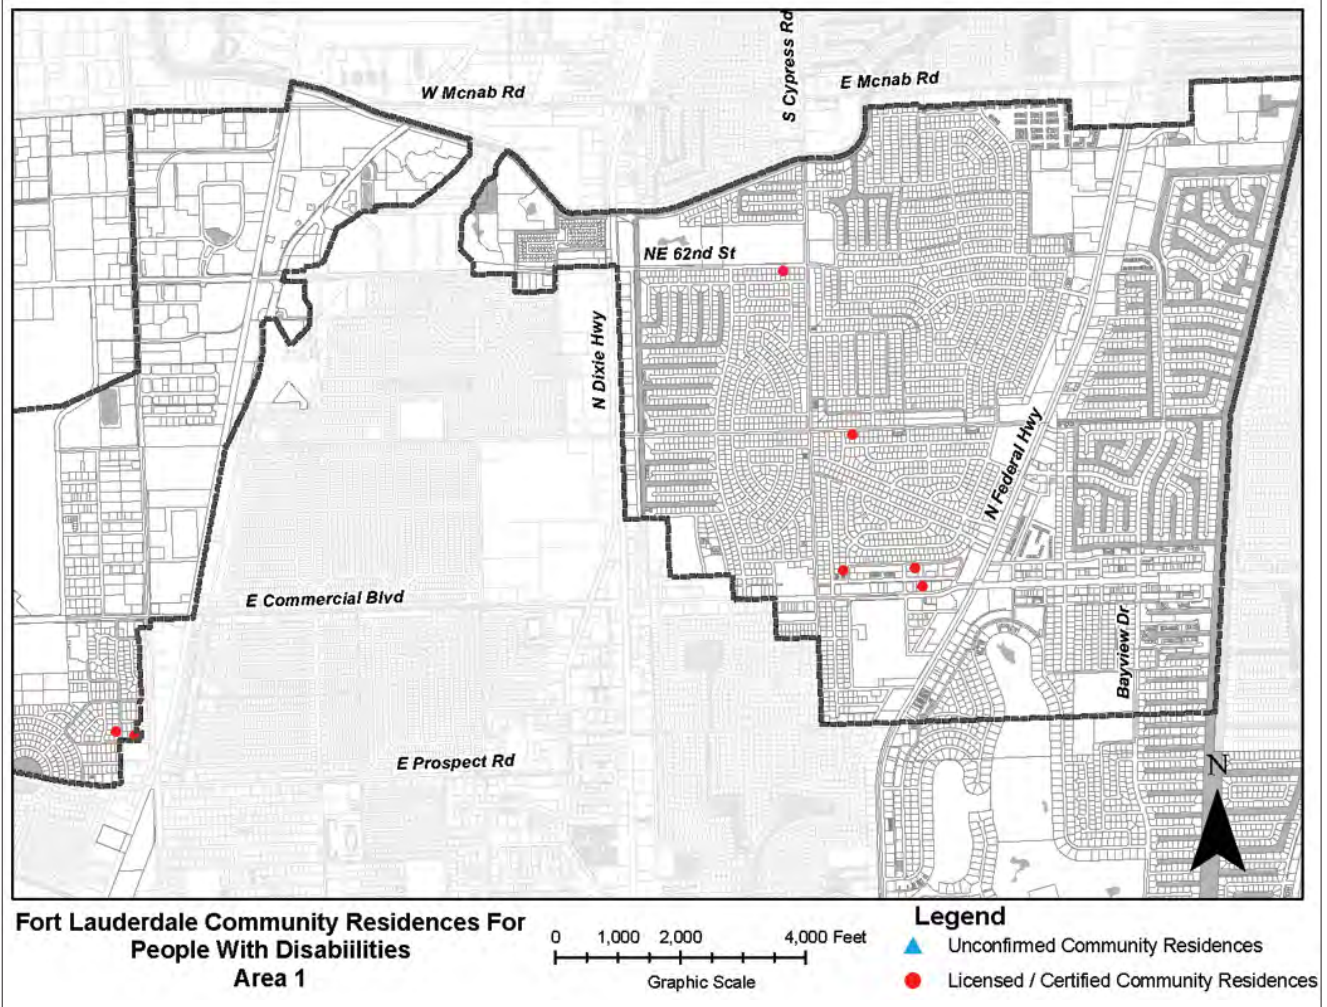 S Cypress Rd
E Mcnab Rd
W Mcnab Rd
NE 62nd St
N Dixie Hwy
N Federal Hwy
E Commercial Blvd
Bayview Dr
E Prospect Rd
N
Fort Lauderdale Community Residences For
People With Disabiilities
Area 1
0 1,000 2,000 4,000 Feet
Graphic Scale
Legend
Unconfirmed Community Residences
Licensed / Certified Community Residences